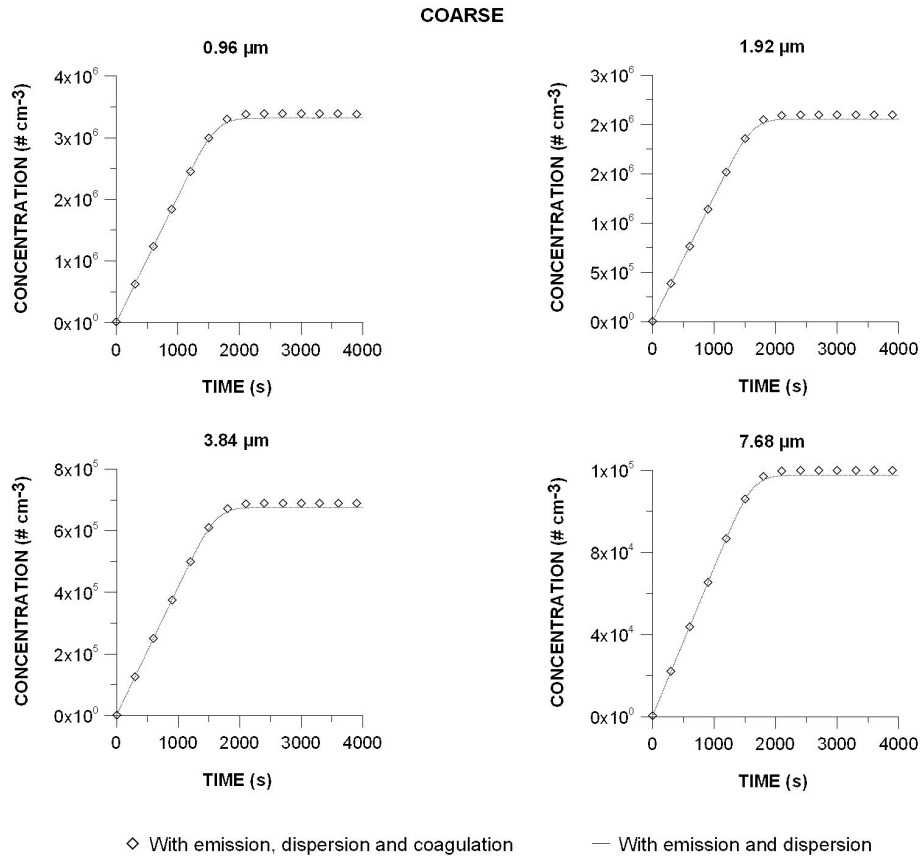 COARSE
0.96 µm
CONCENTRATION (# cm-3)
4x10⁶
3x10⁶
2x10⁶
1x10⁶
0x10⁰
0 1000 2000 3000 4000
TIME (s)
1.92 µm
CONCENTRATION (# cm-3)
3x10⁶
2x10⁶
2x10⁶
1x10⁶
5x10⁵
0x10⁰
0 1000 2000 3000 4000
TIME (s)
3.84 µm
CONCENTRATION (# cm-3)
8x10⁵
6x10⁵
4x10⁵
2x10⁵
0x10⁰
0 1000 2000 3000 4000
TIME (s)
7.68 µm
CONCENTRATION (# cm-3)
1x10⁵
8x10⁴
4x10⁴
0x10⁰
0 1000 2000 3000 4000
TIME (s)
With emission, dispersion and coagulation
With emission and dispersion